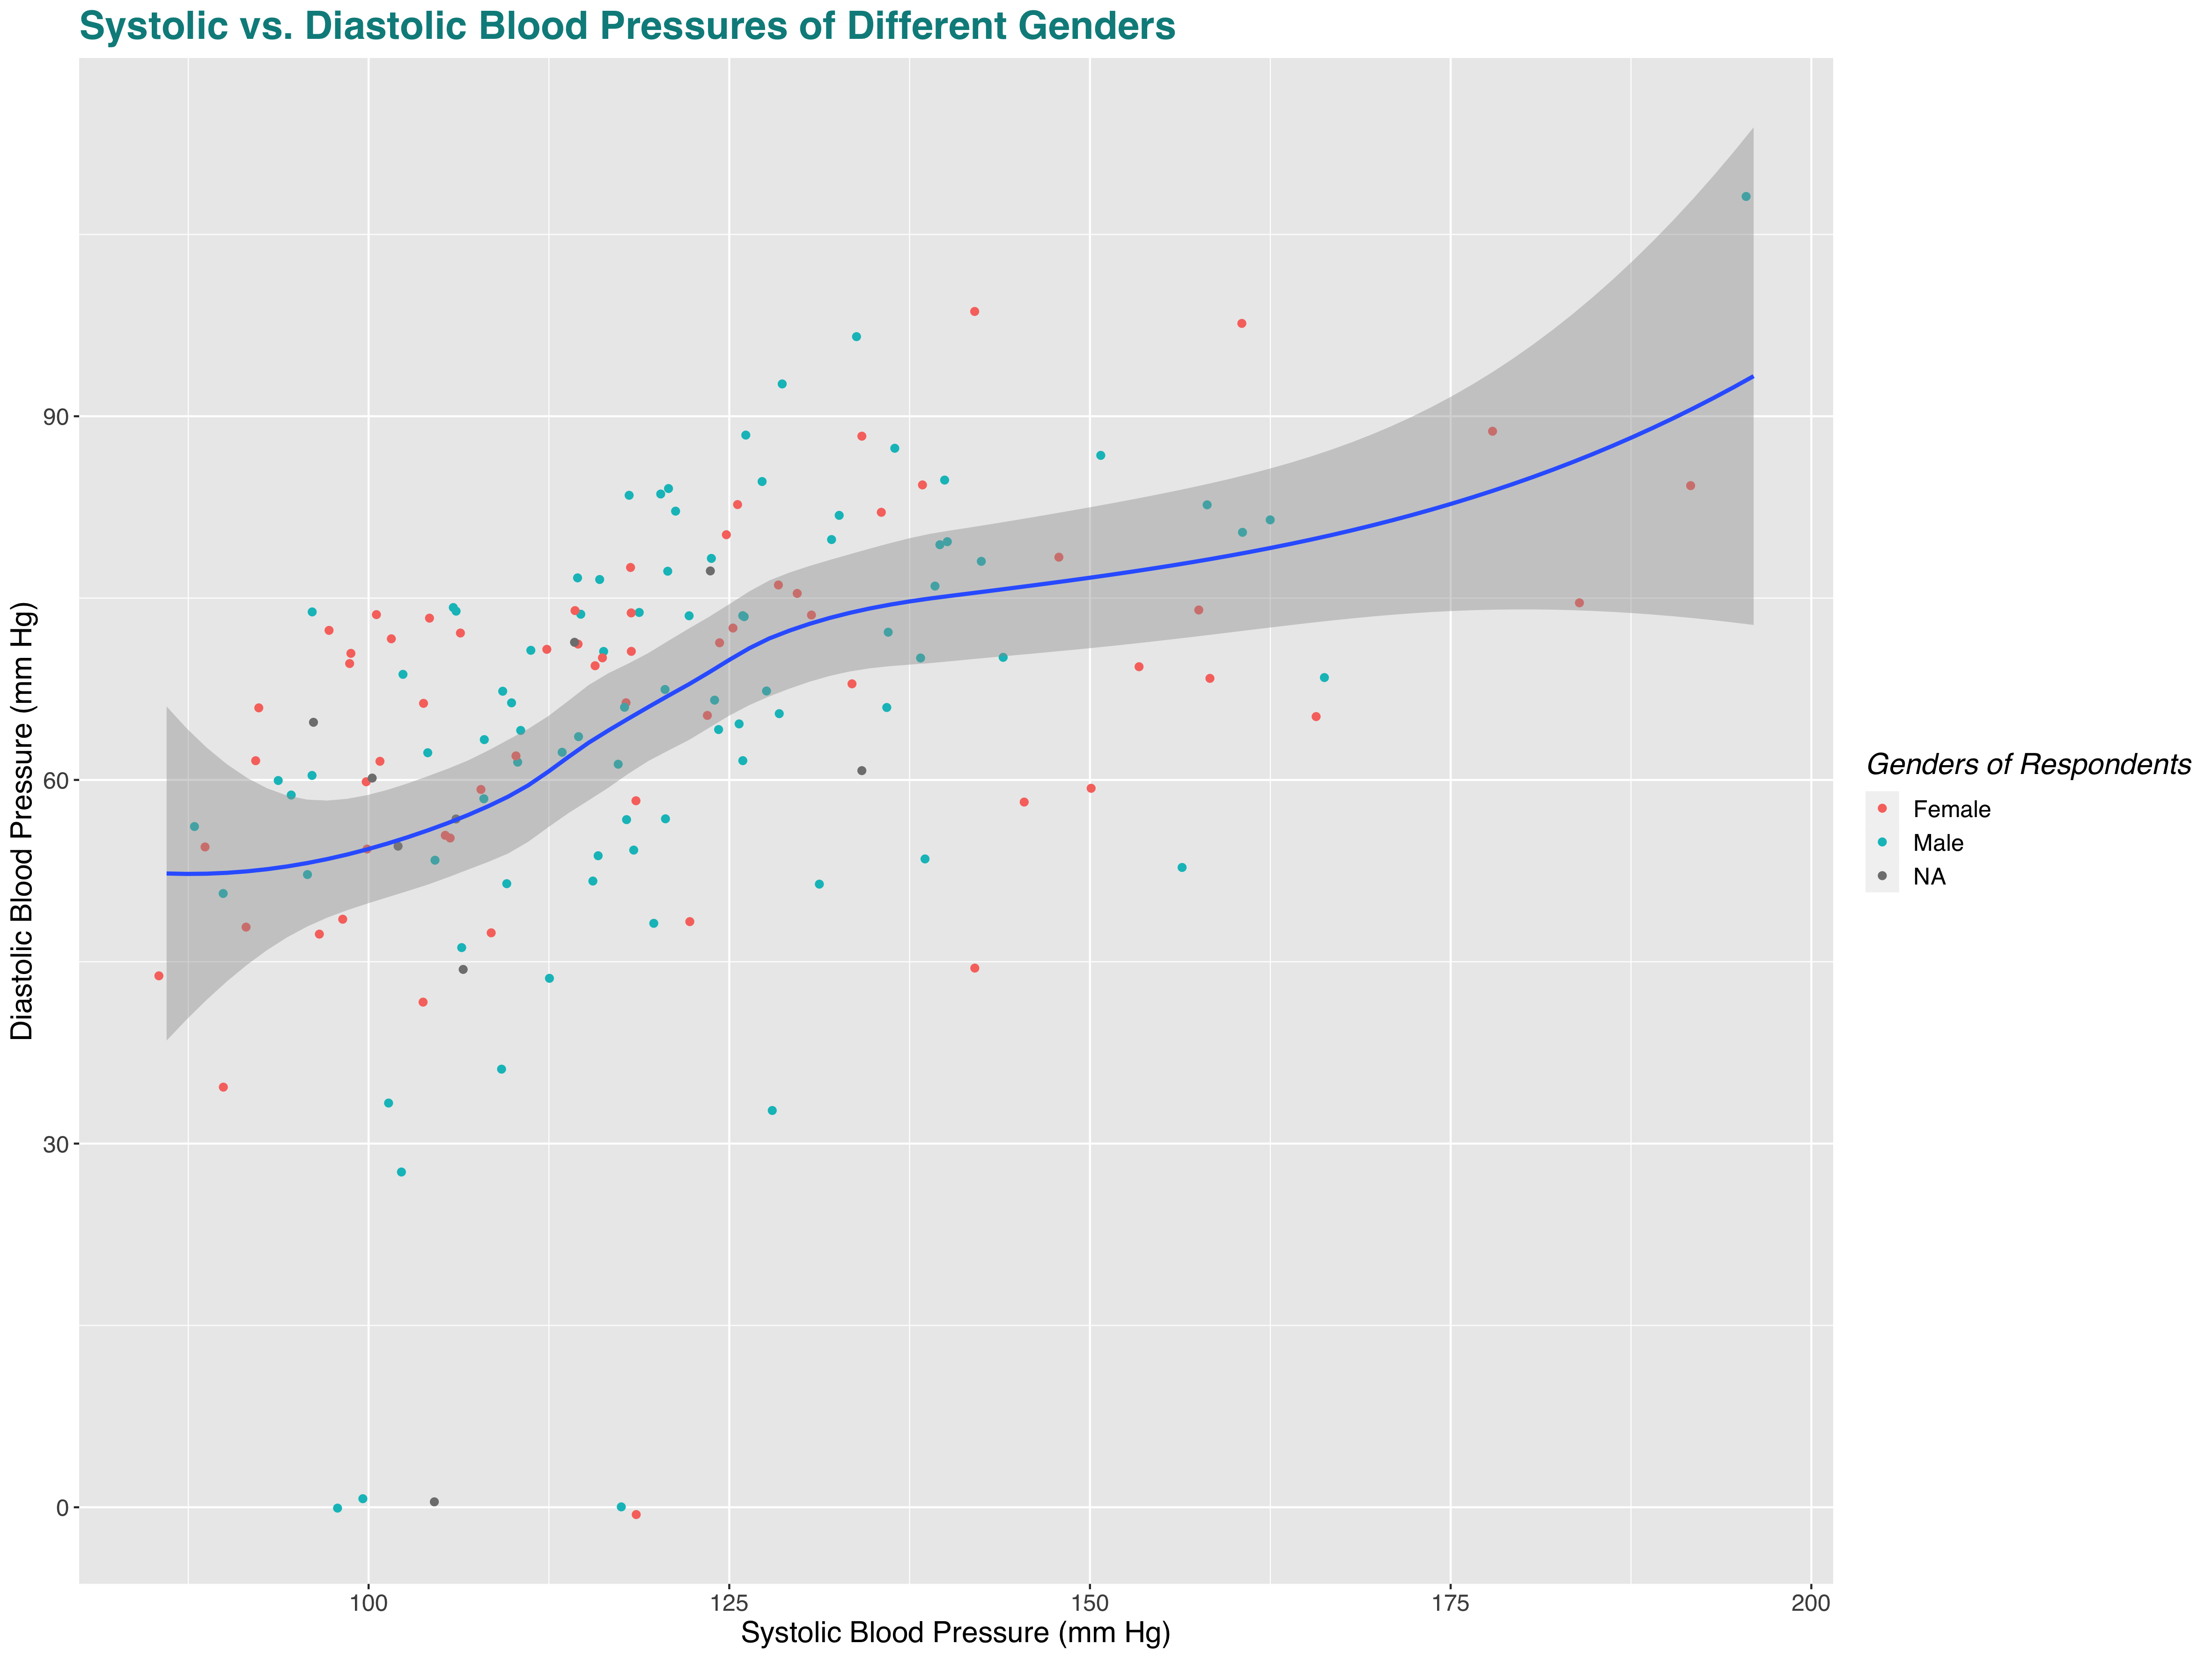 Systolic vs. Diastolic Blood Pressures of Different Genders
Diastolic Blood Pressure (mm Hg)
90
60
30
0
100 125 150 175 200
Systolic Blood Pressure (mm Hg)
Genders of Respondents
Female
Male
NA